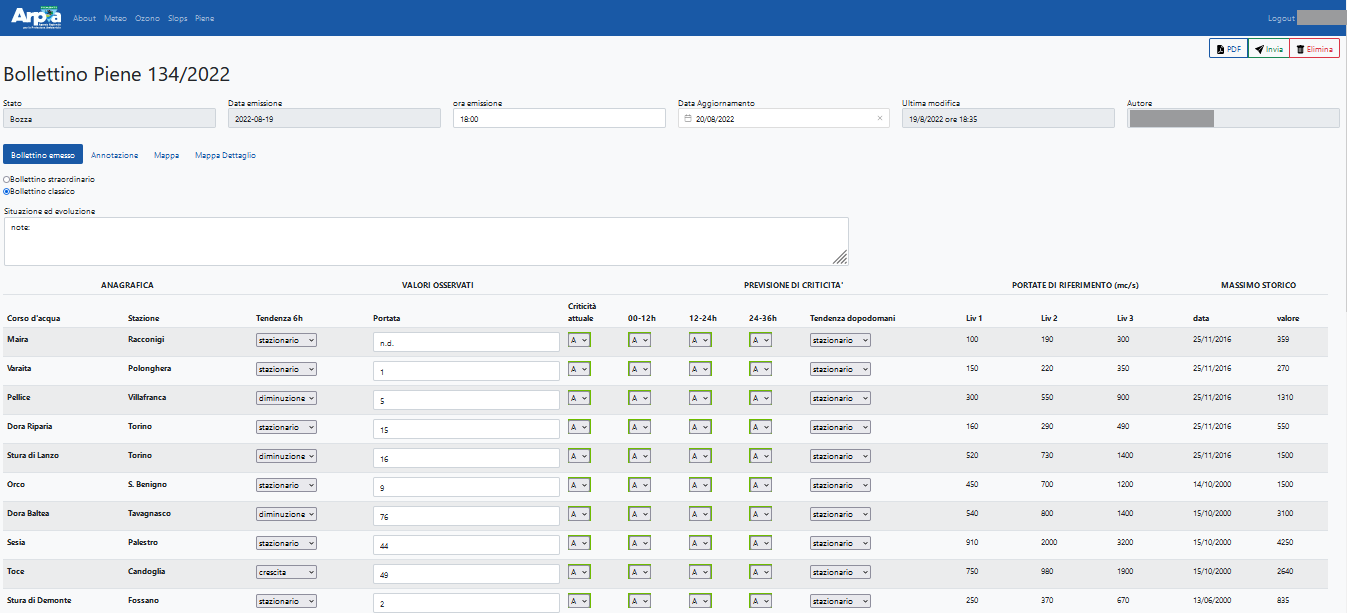 Arpa About Meteo Ozono Slops Piene Logout
PDF Invia Elimina
Bollettino Piene 134/2022
Stato Data emissione ora emissione Data Aggiornamento Ultima modifica Autore
Bozza 2022-08-19 18:00 20/08/2022 × 19/8/2022 ore 18:35
Bollettino emesso Annotazione Mappa Mappa Dettaglio
Bollettino straordinario
Bollettino classico
Situazione ed evoluzione
note:
ANAGRAFICA VALORI OSSERVATI PREVISIONE DI CRITICITA' PORTATE DI RIFERIMENTO (mc/s) MASSIMO STORICO
Corso d'acqua Stazione Tendenza 6h Portata Criticità attuale 00-12h 12-24h 24-36h Tendenza dopodomani Liv 1 Liv 2 Liv 3 data valore
Maira Racconigi stazionario n.d. A A A A stazionario 100 190 300 25/11/2016 359
Varaita Polonghera stazionario 1 A A A A stazionario 150 220 350 25/11/2016 270
Pellice Villafranca diminuzione 5 A A A A stazionario 300 550 900 25/11/2016 1310
Dora Riparia Torino stazionario 15 A A A A stazionario 160 290 490 25/11/2016 550
Stura di Lanzo Torino diminuzione 16 A A A A stazionario 520 730 1400 25/11/2016 1500
Orco S. Benigno stazionario 9 A A A A stazionario 450 700 1200 14/10/2000 1500
Dora Baltea Tavagnasco diminuzione 76 A A A A stazionario 540 800 1400 15/10/2000 3100
Sesia Palestro stazionario 44 A A A A stazionario 910 2000 3200 15/10/2000 4250
Toce Candoglia crescita 49 A A A A stazionario 750 980 1900 15/10/2000 2640
Stura di Demonte Fossano stazionario 2 A A A A stazionario 250 370 670 13/06/2000 835